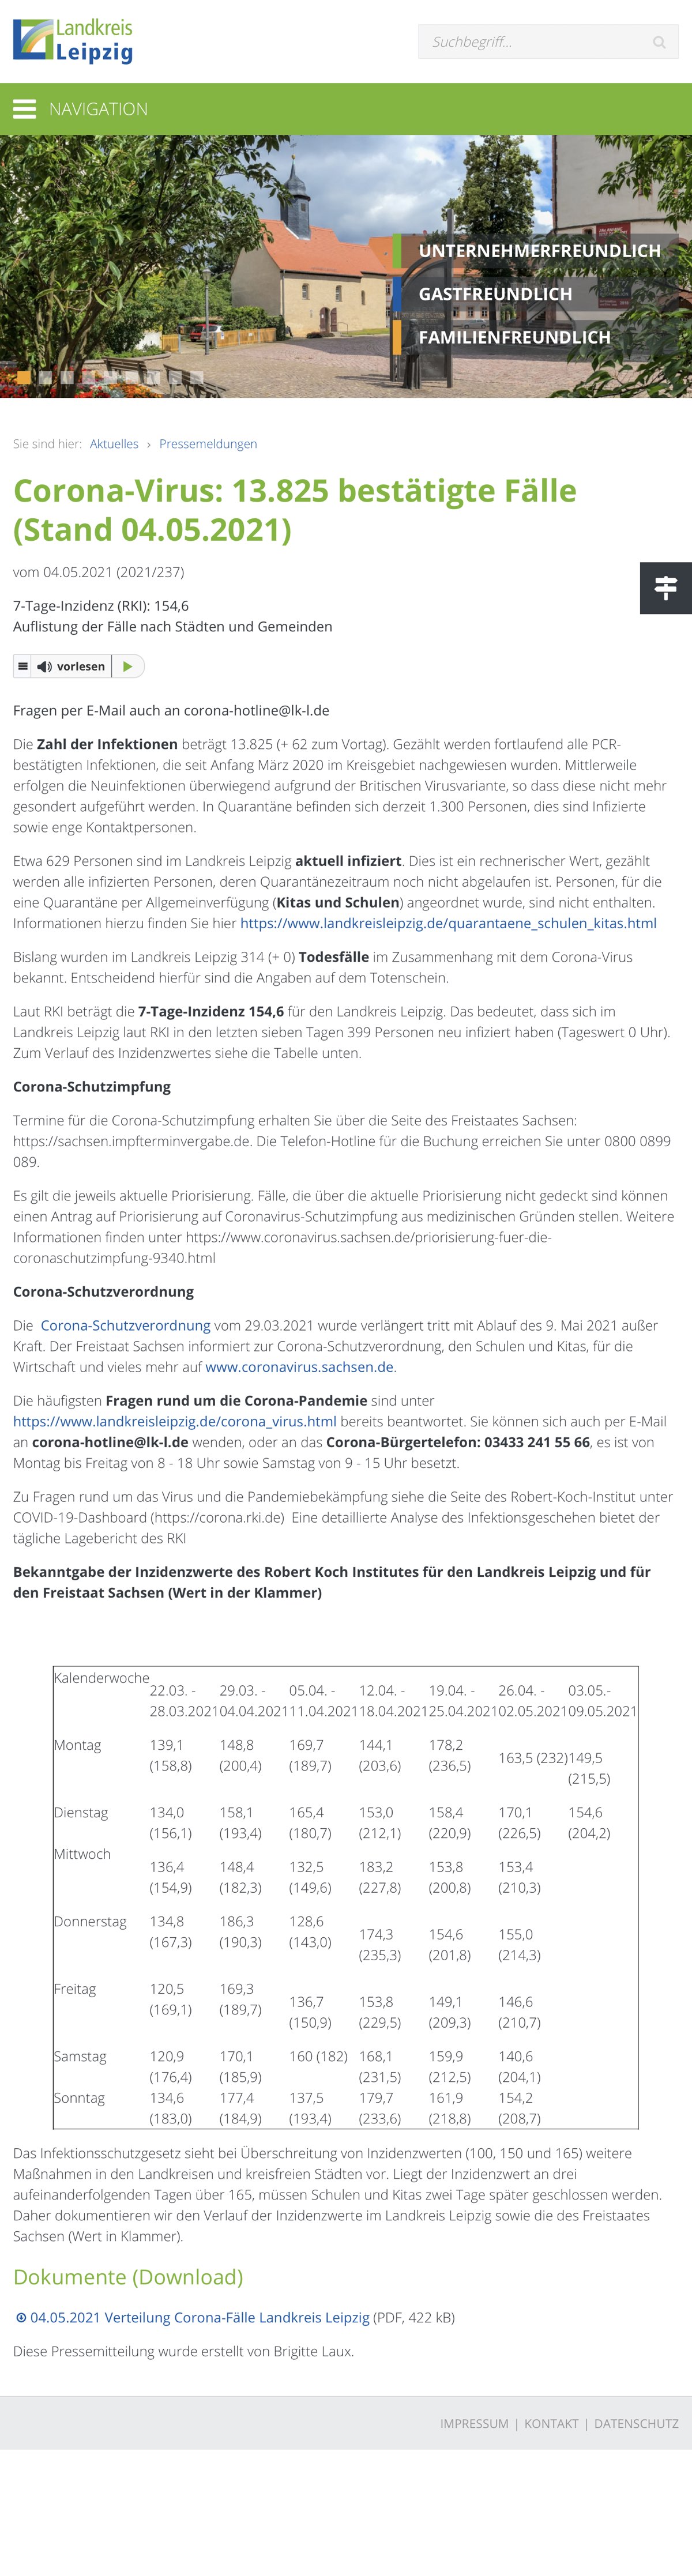 Landkreis
Leipzig
Suchbegriff...
NAVIGATION
UNTERNEHMERFREUNDLICH
GASTFREUNDLICH
FAMILIENFREUNDLICH
Sie sind hier: Aktuelles › Pressemeldungen
Corona-Virus: 13.825 bestätigte Fälle
(Stand 04.05.2021)
vom 04.05.2021 (2021/237)
7-Tage-Inzidenz (RKI): 154,6
Auflistung der Fälle nach Städten und Gemeinden
vorlesen
Fragen per E-Mail auch an corona-hotline@lk-l.de
Die Zahl der Infektionen beträgt 13.825 (+ 62 zum Vortag). Gezählt werden fortlaufend alle PCR-
bestätigten Infektionen, die seit Anfang März 2020 im Kreisgebiet nachgewiesen wurden. Mittlerweile
erfolgen die Neuinfektionen überwiegend aufgrund der Britischen Virusvariante, so dass diese nicht mehr
gesondert aufgeführt werden. In Quarantäne befinden sich derzeit 1.300 Personen, dies sind Infizierte
sowie enge Kontaktpersonen.
Etwa 629 Personen sind im Landkreis Leipzig aktuell infiziert. Dies ist ein rechnerischer Wert, gezählt
werden alle infizierten Personen, deren Quarantänezeitraum noch nicht abgelaufen ist. Personen, für die
eine Quarantäne per Allgemeinverfügung (Kitas und Schulen) angeordnet wurde, sind nicht enthalten.
Informationen hierzu finden Sie hier https://www.landkreisleipzig.de/quarantaene_schulen_kitas.html
Bislang wurden im Landkreis Leipzig 314 (+ 0) Todesfälle im Zusammenhang mit dem Corona-Virus
bekannt. Entscheidend hierfür sind die Angaben auf dem Totenschein.
Laut RKI beträgt die 7-Tage-Inzidenz 154,6 für den Landkreis Leipzig. Das bedeutet, dass sich im
Landkreis Leipzig laut RKI in den letzten sieben Tagen 399 Personen neu infiziert haben (Tageswert 0 Uhr).
Zum Verlauf des Inzidenzwertes siehe die Tabelle unten.
Corona-Schutzimpfung
Termine für die Corona-Schutzimpfung erhalten Sie über die Seite des Freistaates Sachsen:
https://sachsen.impfterminvergabe.de. Die Telefon-Hotline für die Buchung erreichen Sie unter 0800 0899
089.
Es gilt die jeweils aktuelle Priorisierung. Fälle, die über die aktuelle Priorisierung nicht gedeckt sind können
einen Antrag auf Priorisierung auf Coronavirus-Schutzimpfung aus medizinischen Gründen stellen. Weitere
Informationen finden unter https://www.coronavirus.sachsen.de/priorisierung-fuer-die-
coronaschutzimpfung-9340.html
Corona-Schutzverordnung
Die Corona-Schutzverordnung vom 29.03.2021 wurde verlängert tritt mit Ablauf des 9. Mai 2021 außer
Kraft. Der Freistaat Sachsen informiert zur Corona-Schutzverordnung, den Schulen und Kitas, für die
Wirtschaft und vieles mehr auf www.coronavirus.sachsen.de.
Die häufigsten Fragen rund um die Corona-Pandemie sind unter
https://www.landkreisleipzig.de/corona_virus.html bereits beantwortet. Sie können sich auch per E-Mail
an corona-hotline@lk-l.de wenden, oder an das Corona-Bürgertelefon: 03433 241 55 66, es ist von
Montag bis Freitag von 8 - 18 Uhr sowie Samstag von 9 - 15 Uhr besetzt.
Zu Fragen rund um das Virus und die Pandemiebekämpfung siehe die Seite des Robert-Koch-Institut unter
COVID-19-Dashboard (https://corona.rki.de) Eine detaillierte Analyse des Infektionsgeschehen bietet der
tägliche Lagebericht des RKI
Bekanntgabe der Inzidenzwerte des Robert Koch Institutes für den Landkreis Leipzig und für
den Freistaat Sachsen (Wert in der Klammer)
Kalenderwoche 22.03. - 29.03. - 05.04. - 12.04. - 19.04. - 26.04. - 03.05.-
28.03.2021 04.04.2021 11.04.2021 18.04.2021 25.04.2021 02.05.2021 09.05.2021
Montag 139,1 148,8 169,7 144,1 178,2 163,5 (232) 149,5
(158,8) (200,4) (189,7) (203,6) (236,5) (215,5)
Dienstag 134,0 158,1 165,4 153,0 158,4 170,1 154,6
(156,1) (193,4) (180,7) (212,1) (220,9) (226,5) (204,2)
Mittwoch 136,4 148,4 132,5 183,2 153,8 153,4
(154,9) (182,3) (149,6) (227,8) (200,8) (210,3)
Donnerstag 134,8 186,3 128,6 174,3 154,6 155,0
(167,3) (190,3) (143,0) (235,3) (201,8) (214,3)
Freitag 120,5 169,3 136,7 153,8 149,1 146,6
(169,1) (189,7) (150,9) (229,5) (209,3) (210,7)
Samstag 120,9 170,1 160 (182) 168,1 159,9 140,6
(176,4) (185,9) (231,5) (212,5) (204,1)
Sonntag 134,6 177,4 137,5 179,7 161,9 154,2
(183,0) (184,9) (193,4) (233,6) (218,8) (208,7)
Das Infektionsschutzgesetz sieht bei Überschreitung von Inzidenzwerten (100, 150 und 165) weitere
Maßnahmen in den Landkreisen und kreisfreien Städten vor. Liegt der Inzidenzwert an drei
aufeinanderfolgenden Tagen über 165, müssen Schulen und Kitas zwei Tage später geschlossen werden.
Daher dokumentieren wir den Verlauf der Inzidenzwerte im Landkreis Leipzig sowie die des Freistaates
Sachsen (Wert in Klammer).
Dokumente (Download)
04.05.2021 Verteilung Corona-Fälle Landkreis Leipzig (PDF, 422 kB)
Diese Pressemitteilung wurde erstellt von Brigitte Laux.
IMPRESSUM | KONTAKT | DATENSCHUTZ